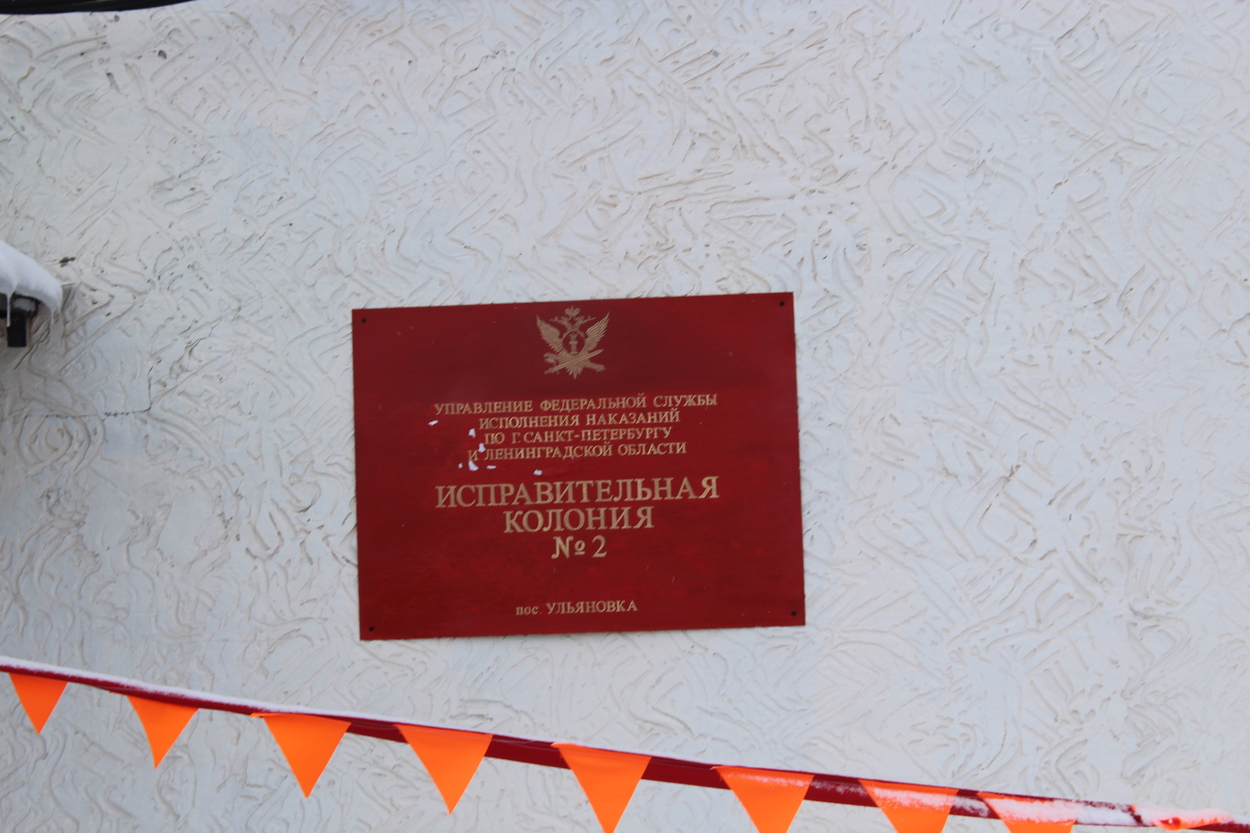 УПРАВЛЕНИЕ ФЕДЕРАЛЬНОЙ СЛУЖБЫ
ИСПОЛНЕНИЯ НАКАЗАНИЙ
ПО Г. САНКТ-ПЕТЕРБУРГУ
И ЛЕНИНГРАДСКОЙ ОБЛАСТИ
ИСПРАВИТЕЛЬНАЯ
КОЛОНИЯ
№ 2
пос. УЛЬЯНОВКА